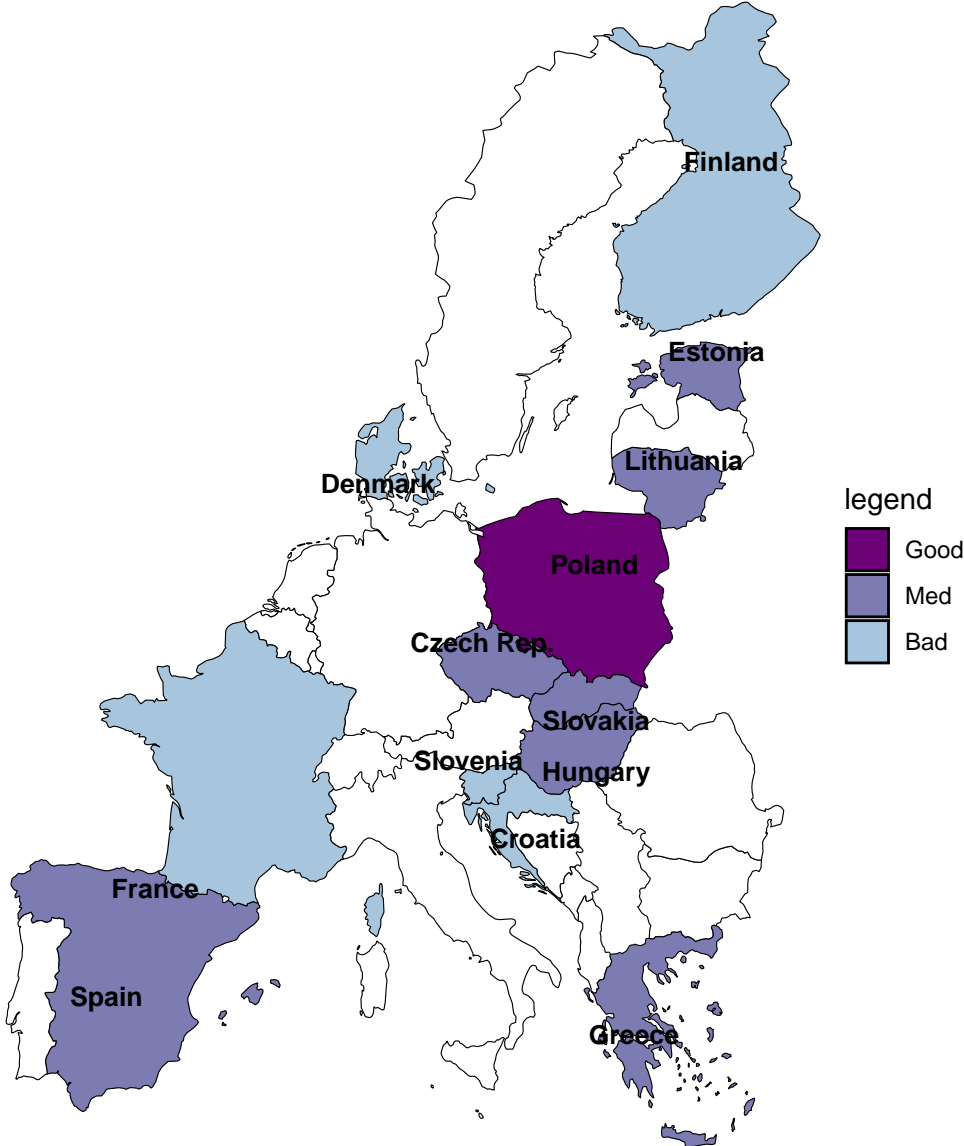 Finland
Estonia
Lithuania
Denmark
legend
Good
Poland
Med
Czech Rep.
Bad
Slovakia
Slovenia
Hungary
Croatia
France
Spain
Greece